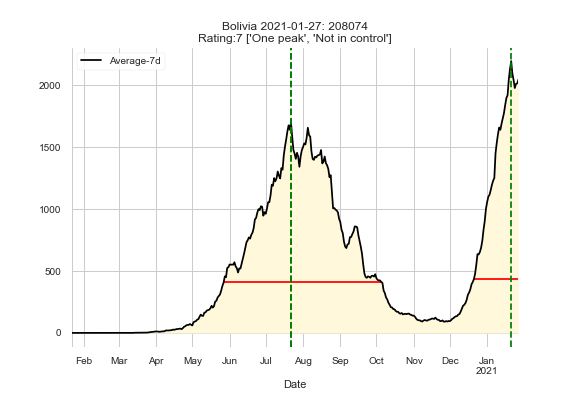 Bolivia 2021-01-27: 208074
Rating:7 ['One peak', 'Not in control']
Average-7d
2000
1500
1000
500
0
Feb Mar Apr May Jun Jul Aug Sep Oct Nov Dec Jan
2021
Date